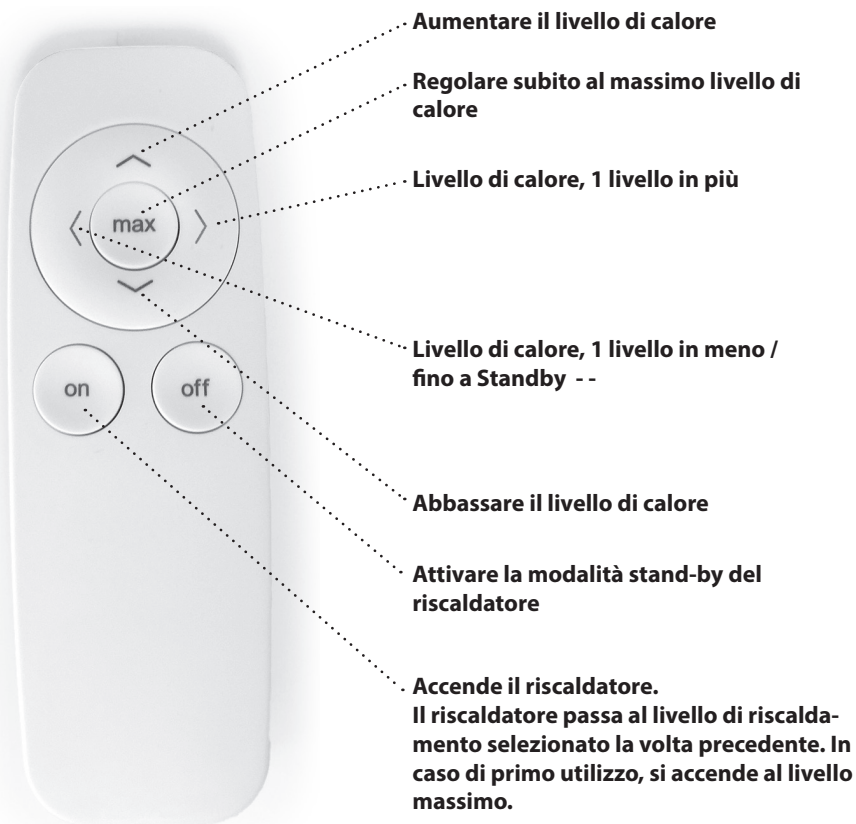 Aumentare il livello di calore
Regolare subito al massimo livello di
calore
Livello di calore, 1 livello in più
max
Livello di calore, 1 livello in meno /
fino a Standby - -
on
off
Abbassare il livello di calore
Attivare la modalità stand-by del
riscaldatore
Accende il riscaldatore.
Il riscaldatore passa al livello di riscalda-
mento selezionato la volta precedente. In
caso di primo utilizzo, si accende al livello
massimo.